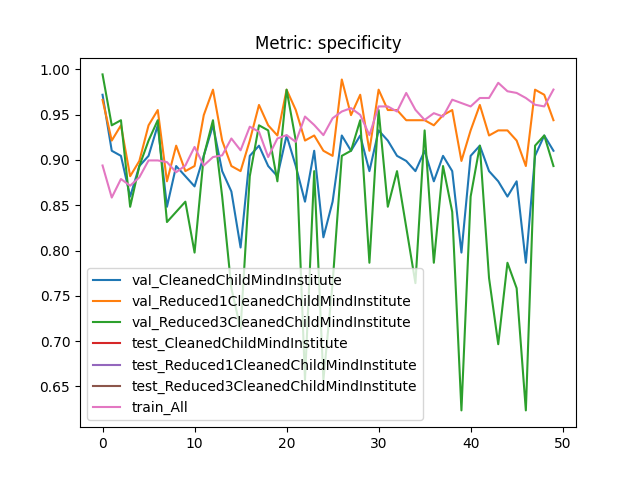 Metric: specificity
1.00
0.95
0.90
0.85
0.80
0.75
0.70
0.65
val_CleanedChildMindInstitute
val_Reduced1CleanedChildMindInstitute
val_Reduced3CleanedChildMindInstitute
test_CleanedChildMindInstitute
test_Reduced1CleanedChildMindInstitute
test_Reduced3CleanedChildMindInstitute
train_All
0 10 20 30 40 50